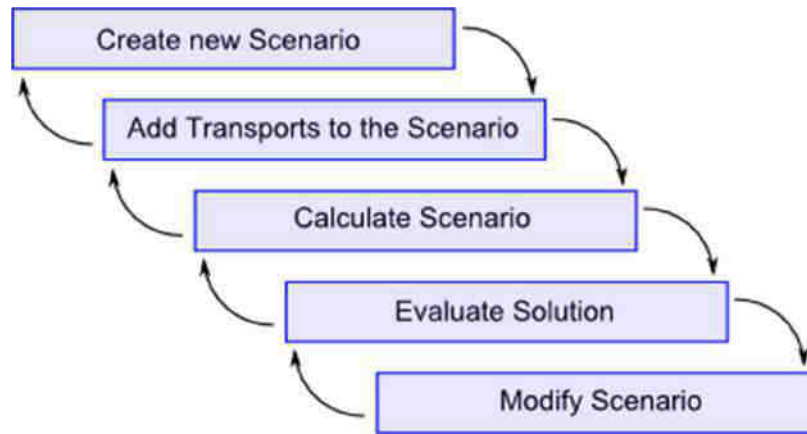 Create new Scenario
Add Transports to the Scenario
Calculate Scenario
Evaluate Solution
Modify Scenario